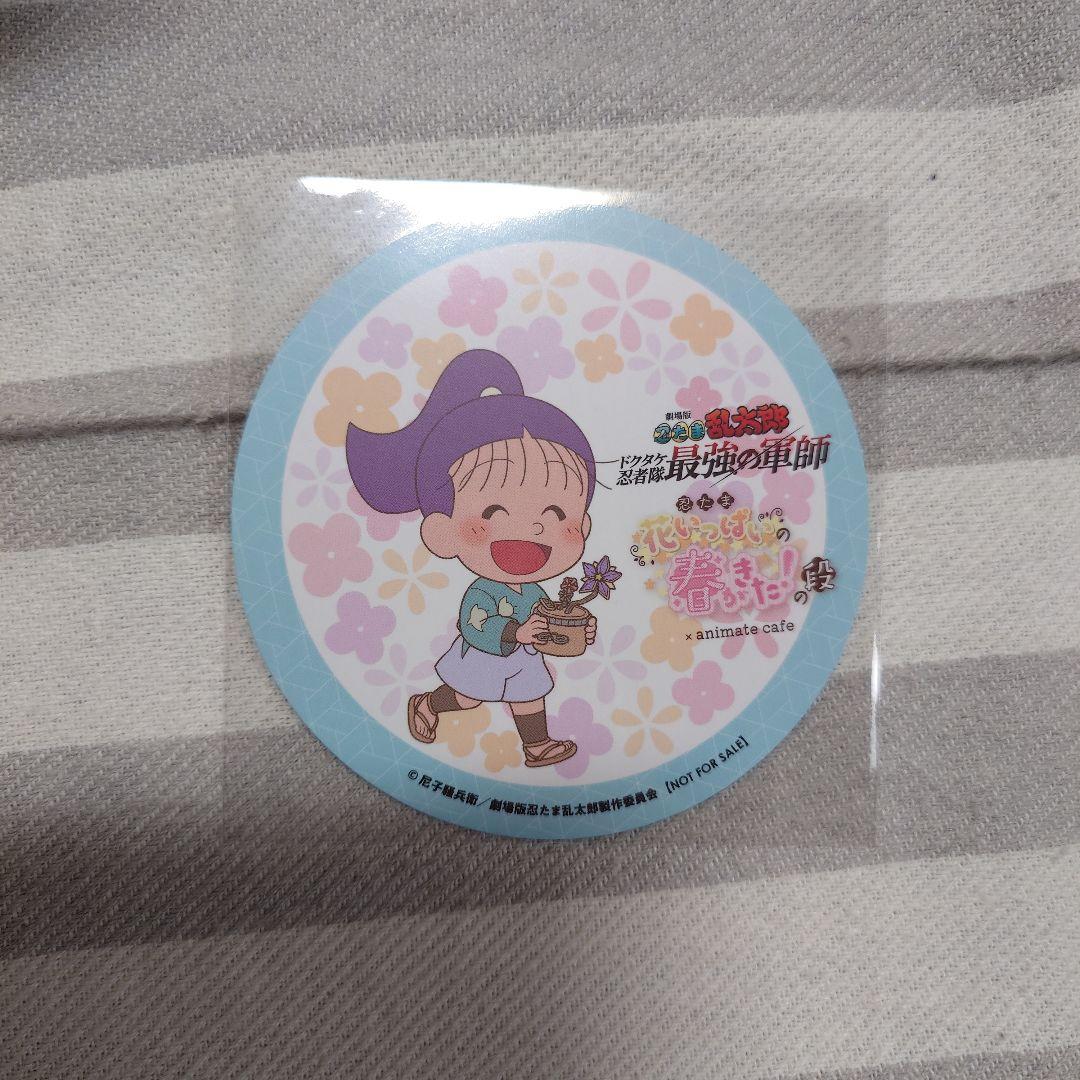 劇場版
忍たま乱太郎
ドクタケ
忍者隊
最強の軍師
忍たま
花いっぱいの
春がきた!の段
× animate cafe
© 尼子騒兵衛/劇場版忍たま乱太郎製作委員会 [NOT FOR SALE]